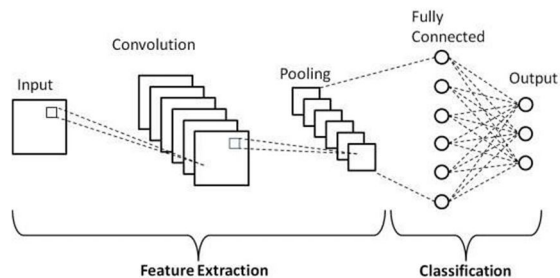 Input
Convolution
Pooling
Fully
Connected
Output
Feature Extraction
Classification